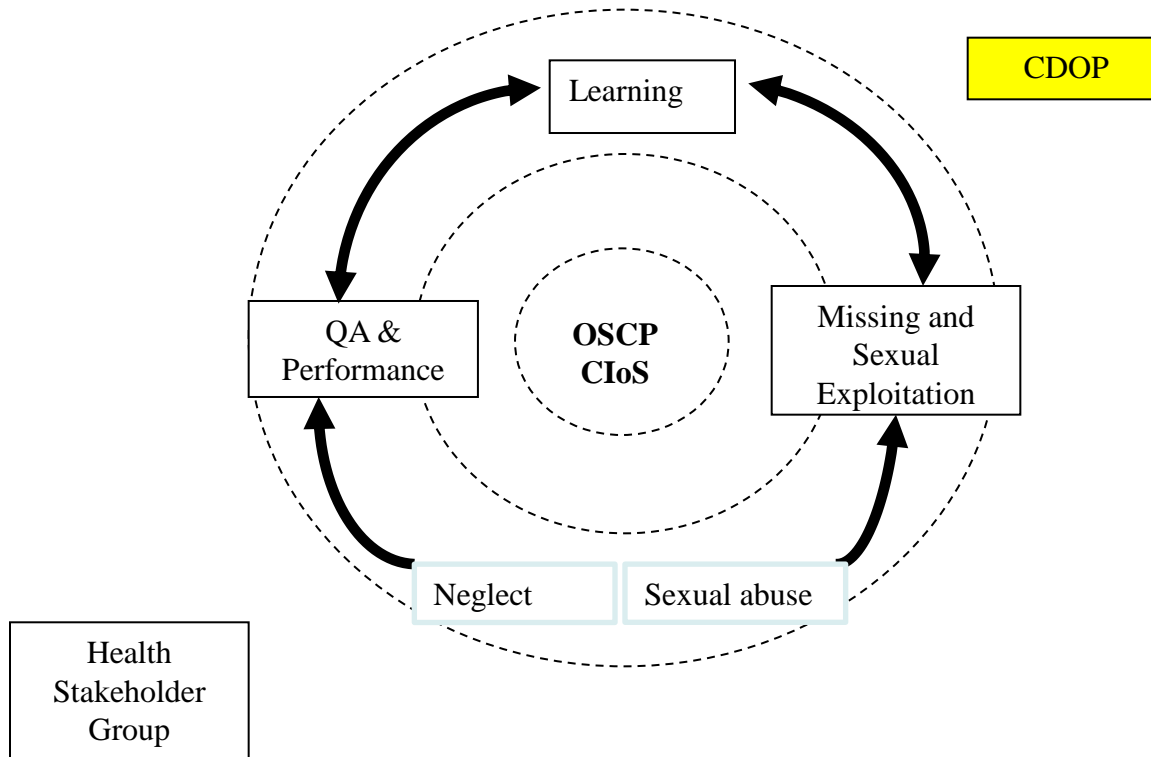 CDOP
Learning
QA &
Performance
OSCP
CIoS
Missing and
Sexual
Exploitation
Neglect
Sexual abuse
Health
Stakeholder
Group